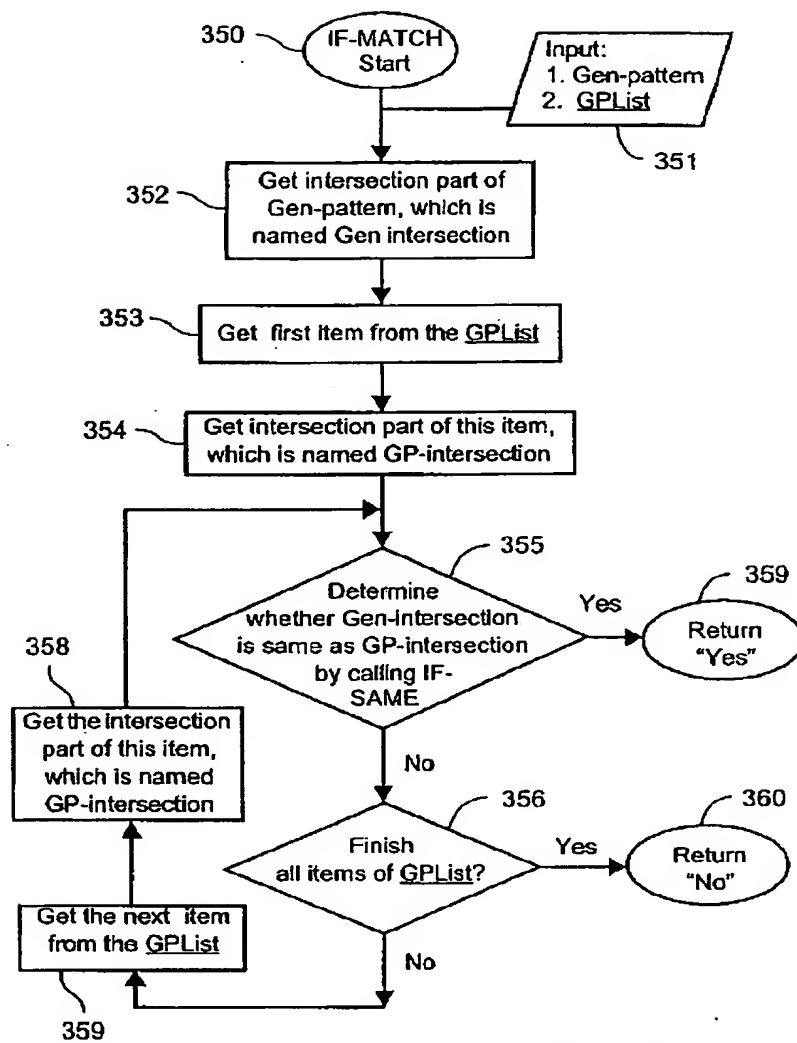 350
IF-MATCH
Start
Input:
1. Gen-pattern
2. GPList
351
352
Get intersection part of
Gen-pattern, which is
named Gen intersection
353
Get first item from the GPList
354
Get intersection part of this item,
which is named GP-intersection
355
Determine
whether Gen-intersection
is same as GP-intersection
by calling IF-
SAME
Yes
359
Return
"Yes"
No
358
Get the intersection
part of this item,
which is named
GP-intersection
356
Finish
all items of GPList?
Yes
360
Return
"No"
No
Get the next item
from the GPList
359